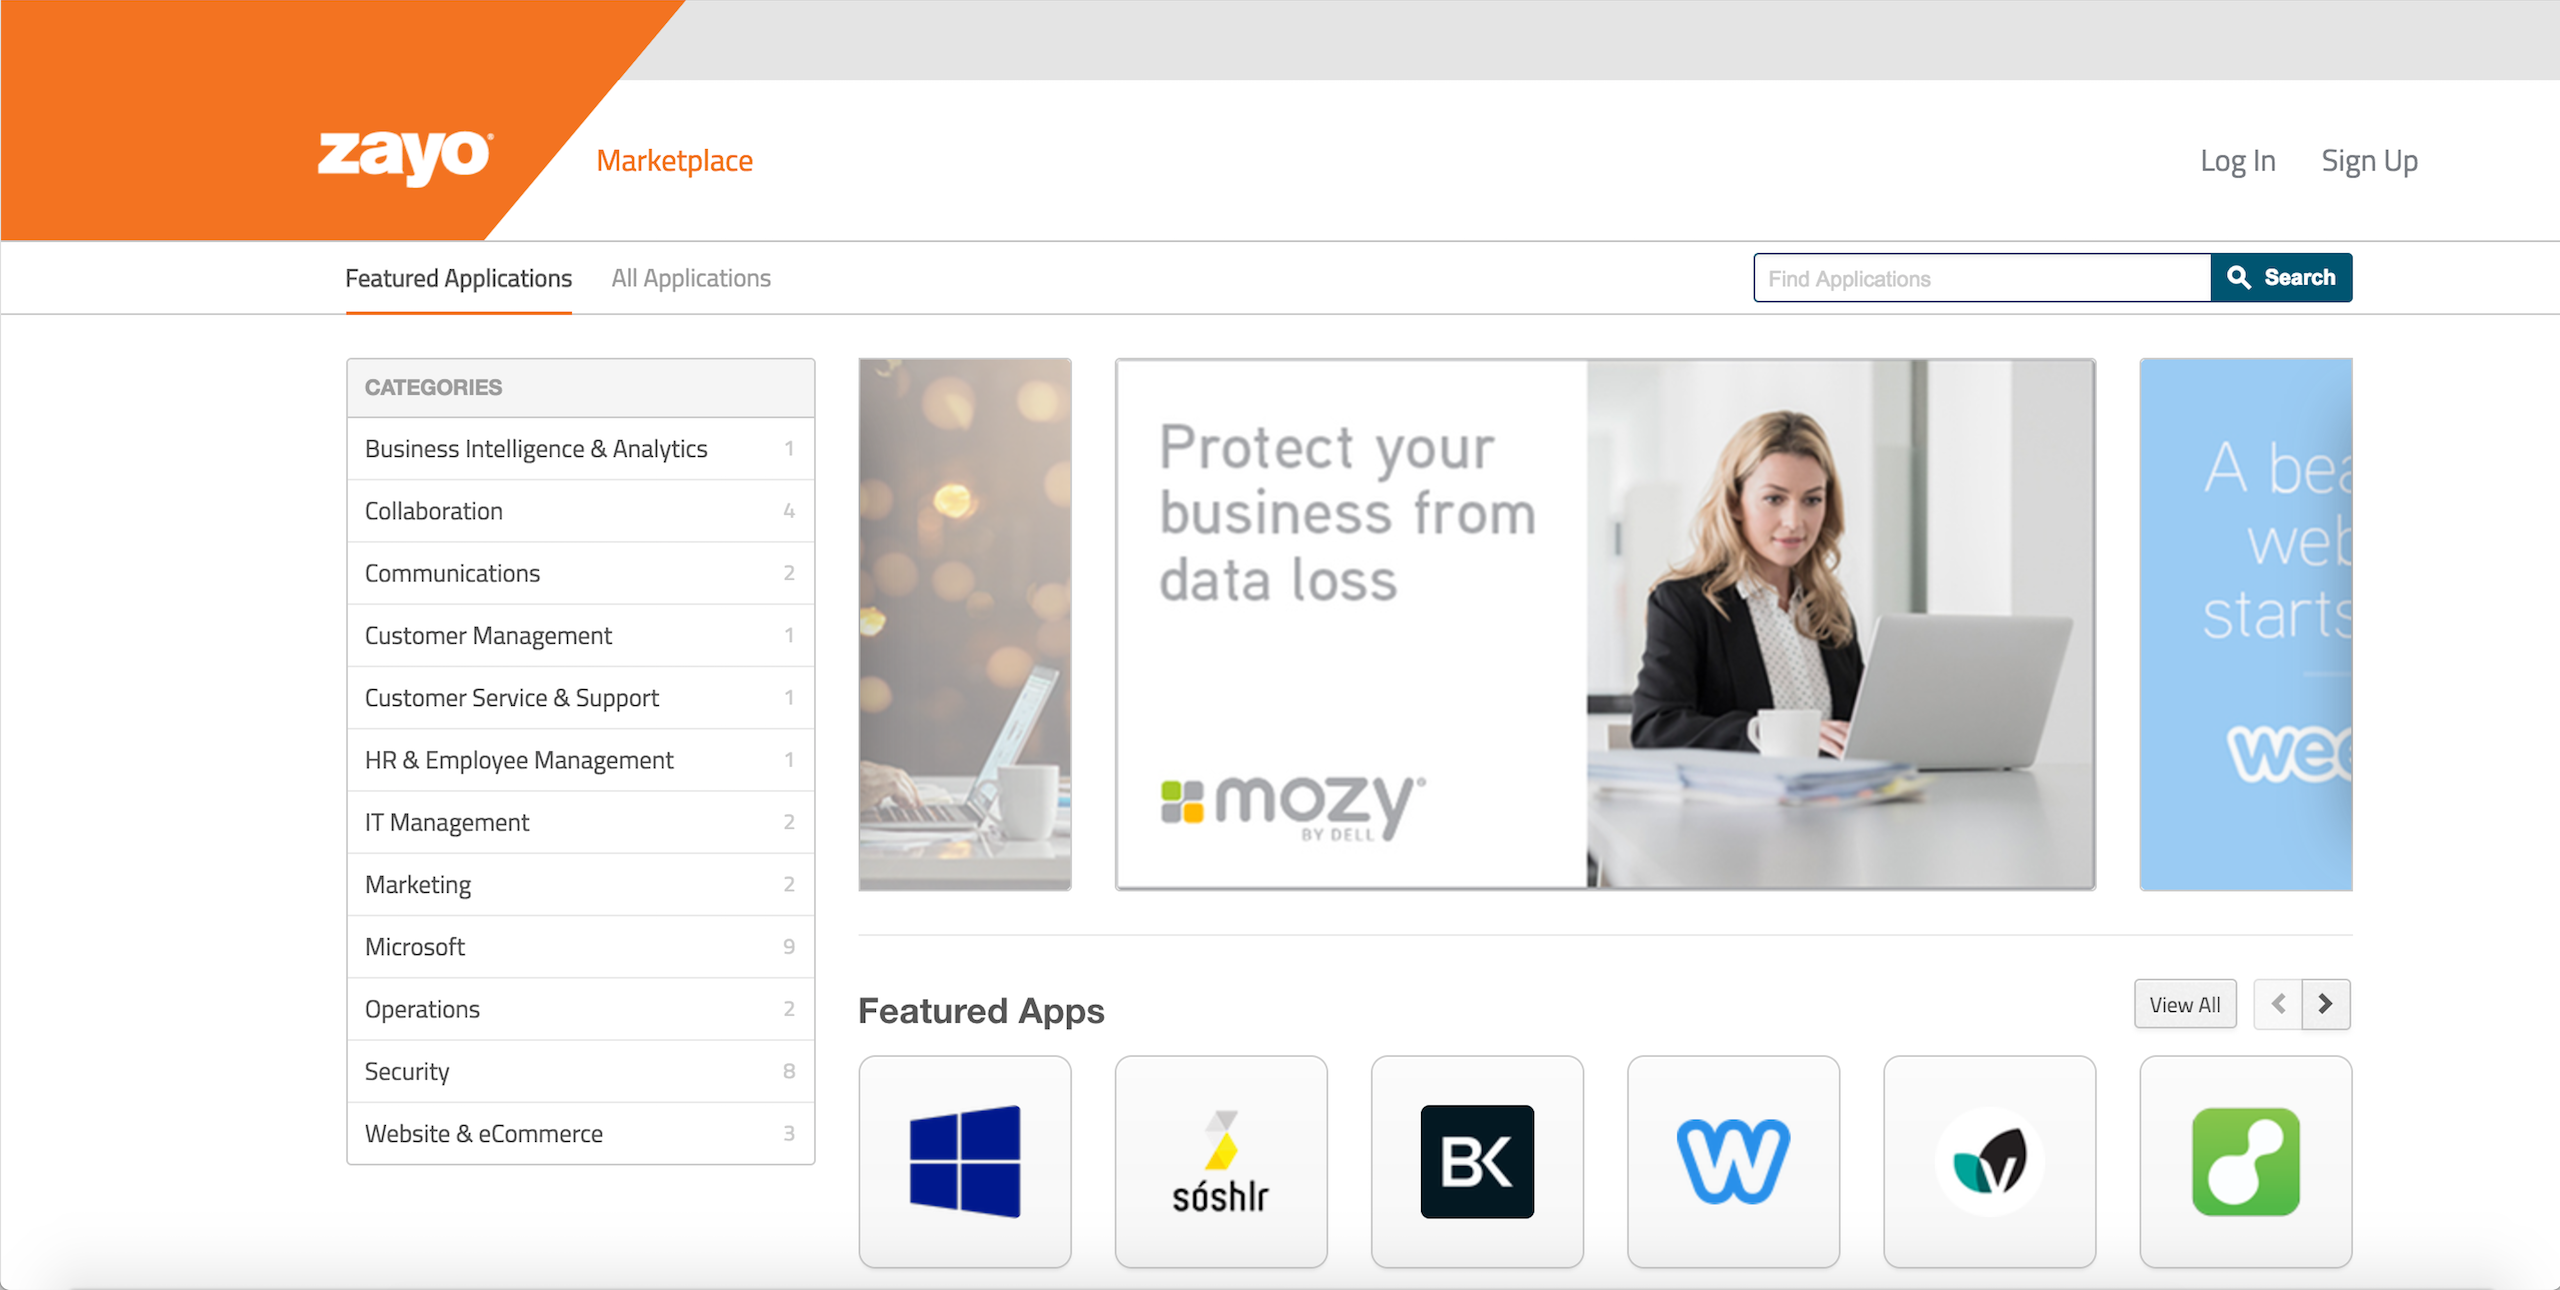 zayo
Marketplace
Log In
Sign Up
Featured Applications
All Applications
Find Applications
Search
CATEGORIES
Business Intelligence & Analytics 1
Collaboration 4
Communications 2
Customer Management 1
Customer Service & Support 1
HR & Employee Management 1
IT Management 2
Marketing 2
Microsoft 9
Operations 2
Security 8
Website & eCommerce 3
Protect your
business from
data loss
mozy®
BY DELL
A bea
web
starts
wee
Featured Apps
View All
sóshlr
BK
W
V